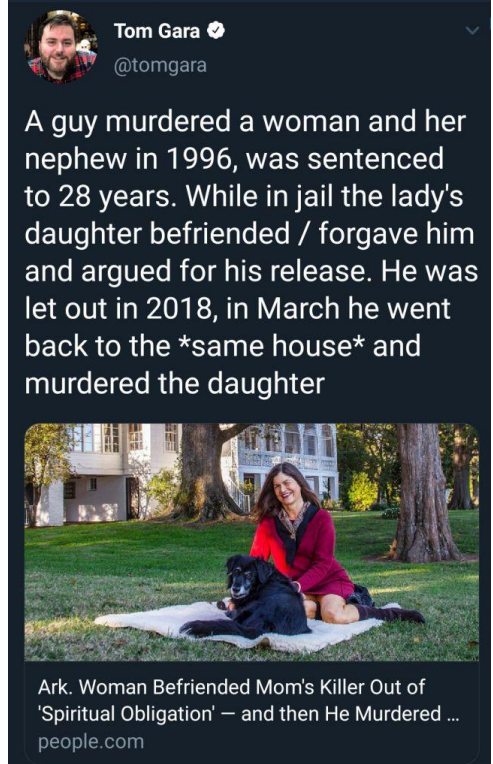 Tom Gara
@tomgara
A guy murdered a woman and her
nephew in 1996, was sentenced
to 28 years. While in jail the lady's
daughter befriended / forgave him
and argued for his release. He was
let out in 2018, in March he went
back to the *same house* and
murdered the daughter
Ark. Woman Befriended Mom's Killer Out of
'Spiritual Obligation' — and then He Murdered ...
people.com